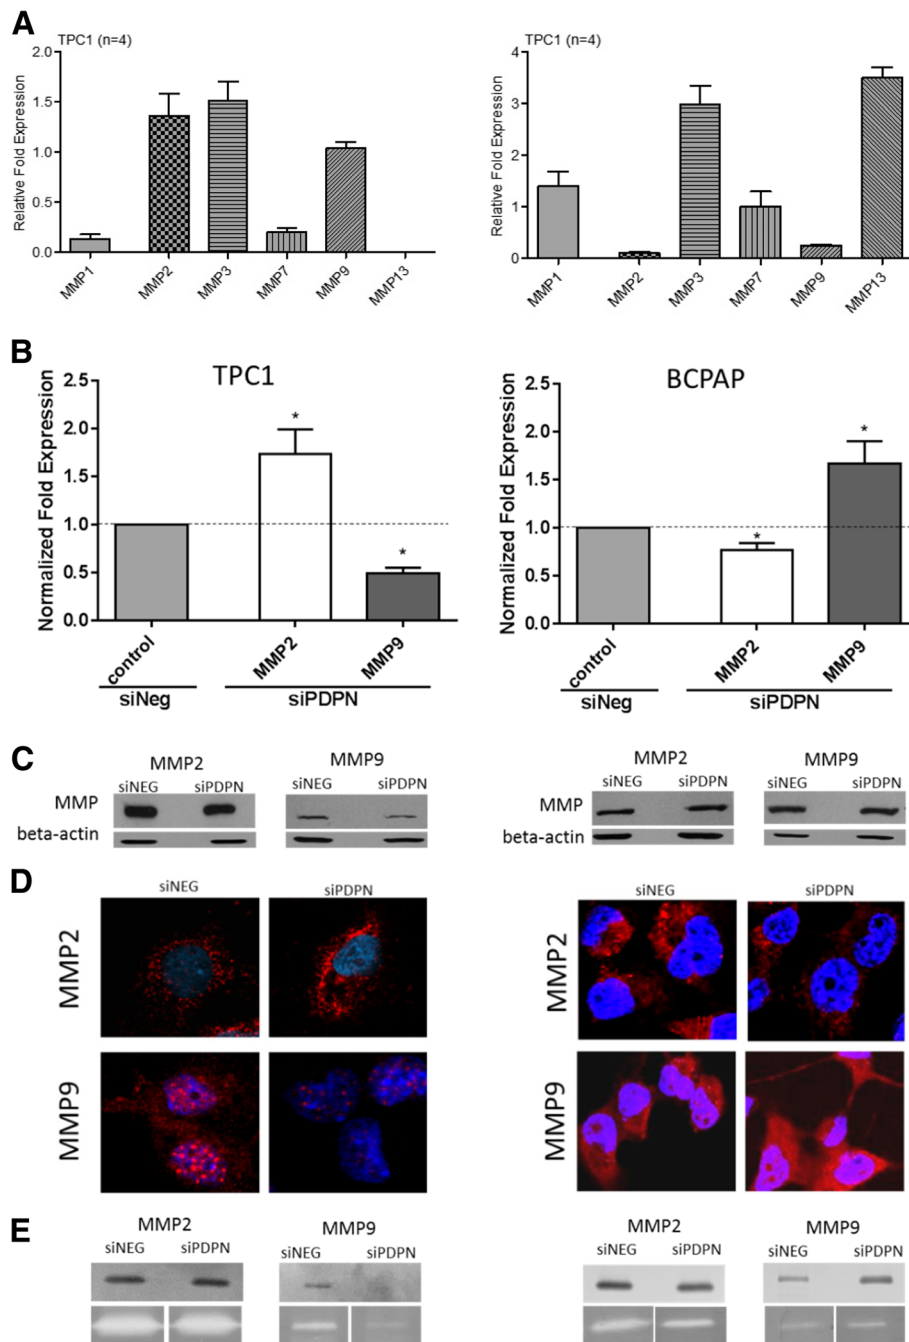 A
TPC1 (n=4)
Relative Fold Expression
2.0
1.5
1.0
0.5
0.0
MMP1
MMP2
MMP3
MMP7
MMP9
MMP13
TPC1 (n=4)
Relative Fold Expression
4
3
2
1
0
MMP1
MMP2
MMP3
MMP7
MMP9
MMP13
B
TPC1
Normalized Fold Expression
2.5
2.0
1.5
1.0
0.5
0.0
*
*
control
MMP2
MMP9
siNeg
siPDPN
BCPAP
Normalized Fold Expression
2.5
2.0
1.5
1.0
0.5
0.0
*
*
control
MMP2
MMP9
siNeg
siPDPN
C
MMP2
MMP9
siNEG siPDPN
siNEG siPDPN
MMP
beta-actin
MMP2
MMP9
siNEG siPDPN
siNEG siPDPN
MMP
beta-actin
D
siNEG
siPDPN
MMP2
MMP9
siNEG
siPDPN
MMP2
MMP9
E
MMP2
MMP9
siNEG siPDPN
siNEG siPDPN
MMP2
MMP9
siNEG siPDPN
siNEG siPDPN